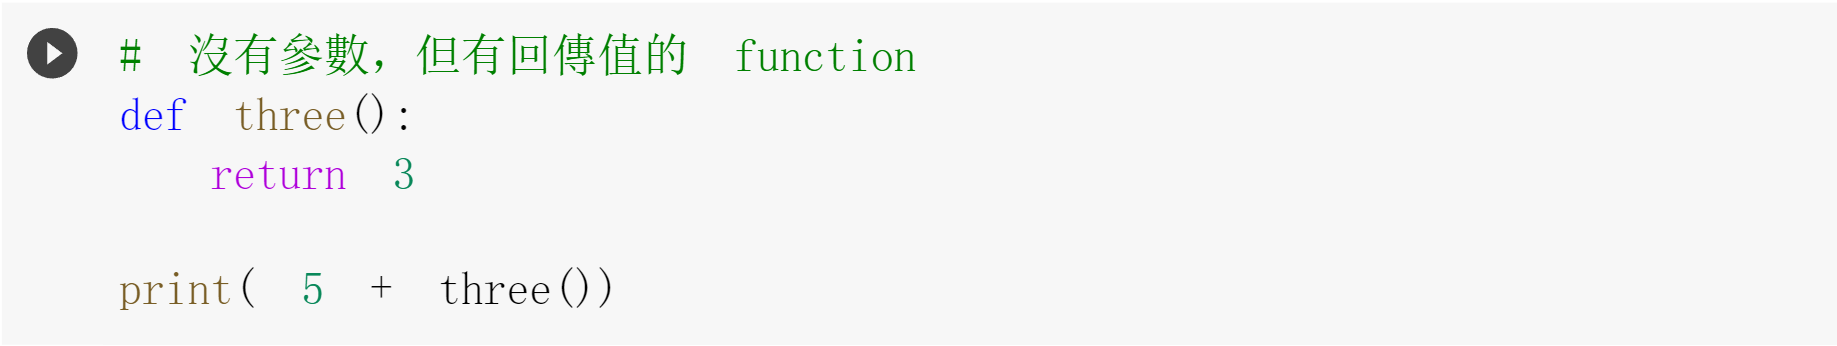 # 沒有參數，但有回傳值的 function
def three():
    return 3
print( 5 + three())